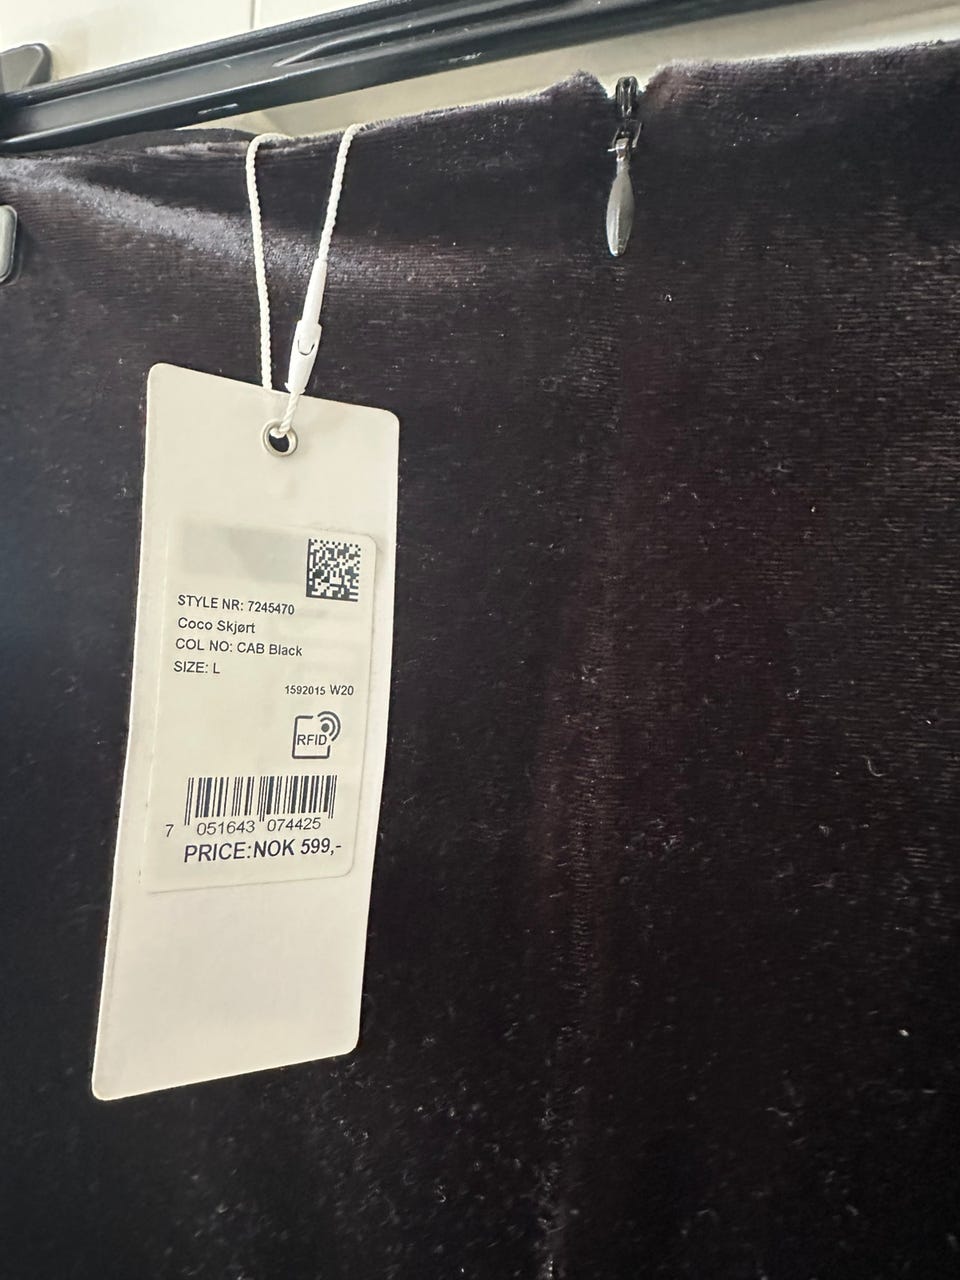 STYLE NR: 7245470
Coco Skjørt
COL NO: CAB Black
SIZE: L
1592015 W20
RFID
7 051643 074425
PRICE:NOK 599,-